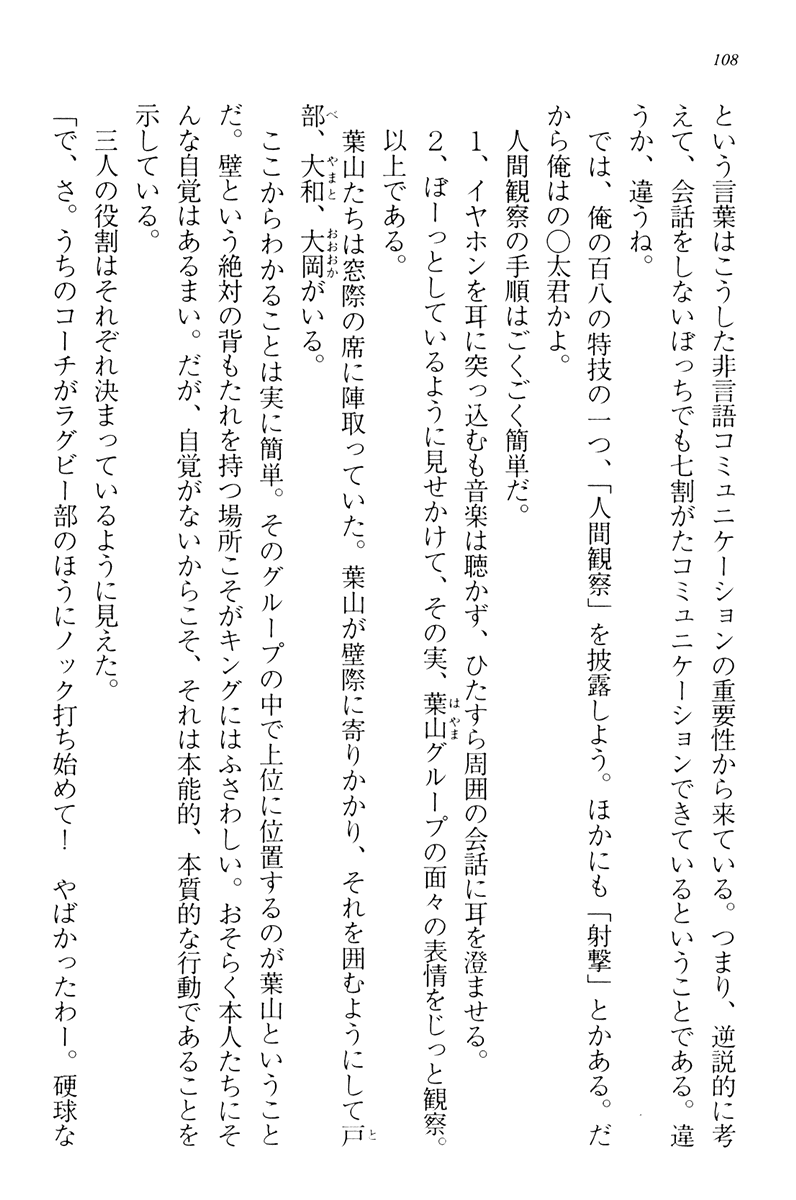 108
という言葉はこうした非言語コミュニケーションの重要性から来ている。つまり、逆説的に考
えて、会話をしないぼっちでも七割がたコミュニケーションできているということである。違
うか、違うね。
　では、俺の百八の特技の一つ、「人間観察」を披露しよう。ほかにも「射撃」とかある。だ
から俺はの〇太君かよ。
　人間観察の手順はごくごく簡単だ。
　１、イヤホンを耳に突っ込むも音楽は聴かず、ひたすら周囲の会話に耳を澄ませる。
　２、ぼーっとしているように見せかけて、その実、葉山グループの面々の表情をじっと観察。
　以上である。
　葉山たちは窓際の席に陣取っていた。葉山が壁際に寄りかかり、それを囲むようにして戸
部、大和、大岡がいる。
　ここからわかることは実に簡単。そのグループの中で上位に位置するのが葉山ということ
だ。壁という絶対の背もたれを持つ場所こそがキングにはふさわしい。おそらく本人たちにそ
んな自覚はあるまい。だが、自覚がないからこそ、それは本能的、本質的な行動であることを
示している。
　三人の役割はそれぞれ決まっているように見えた。
「で、さ。うちのコーチがラグビー部のほうにノック打ち始めて！　やばかったわー。硬球な